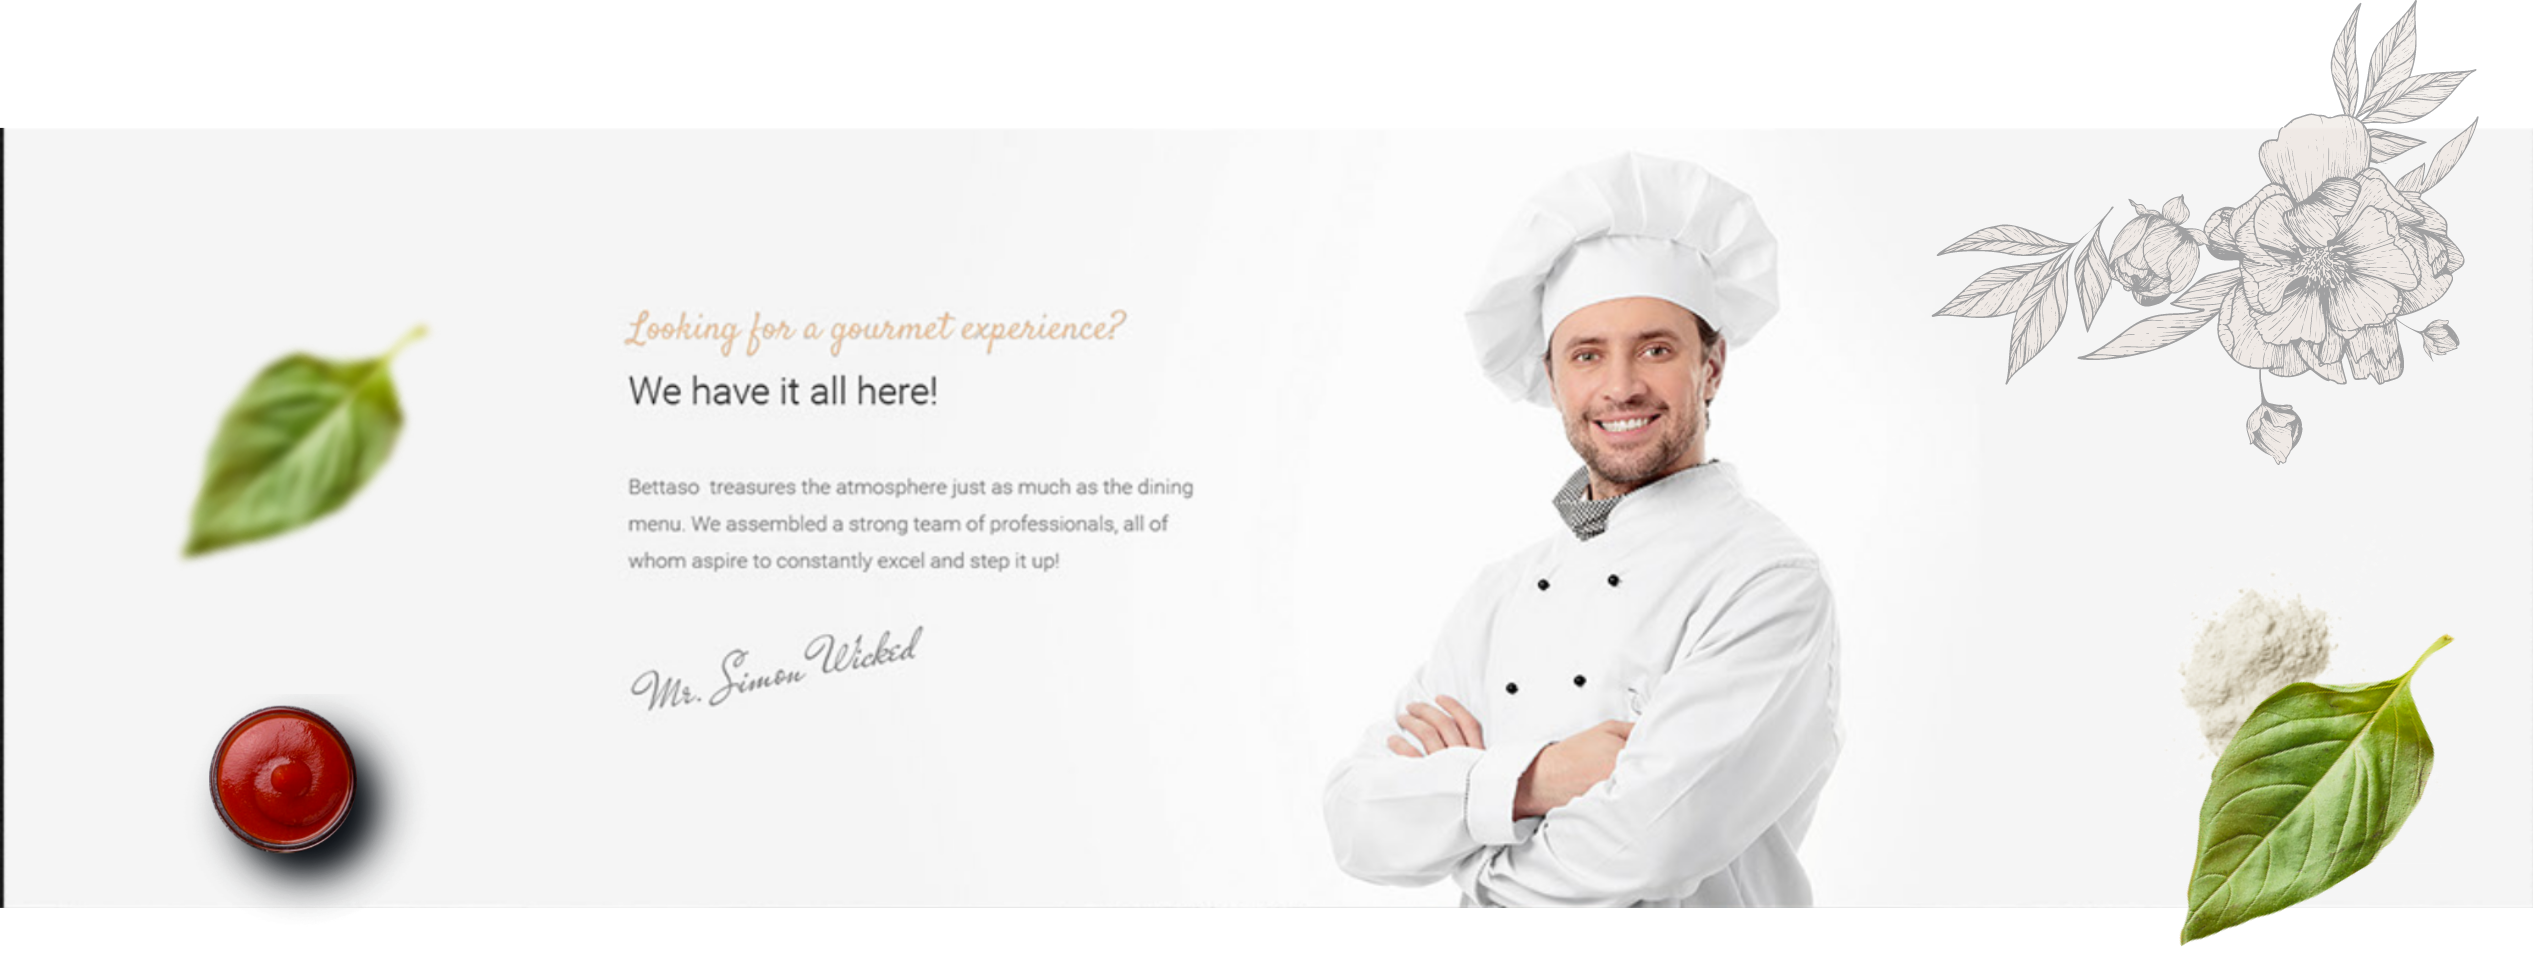 Looking for a gourmet experience?
We have it all here!
Bettaso treasures the atmosphere just as much as the dining
menu. We assembled a strong team of professionals, all of
whom aspire to constantly excel and step it up!
Mr. Simon Wicked